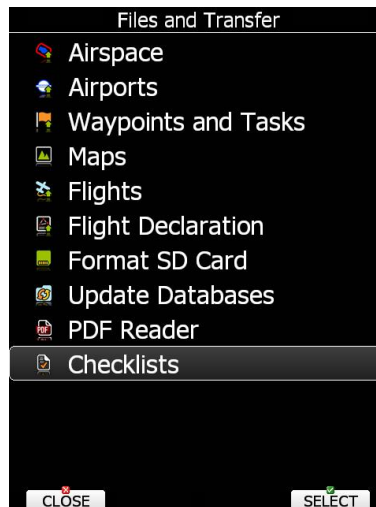 Files and Transfer
Airspace
Airports
Waypoints and Tasks
Maps
Flights
Flight Declaration
Format SD Card
Update Databases
PDF Reader
Checklists
CLOSE SELECT